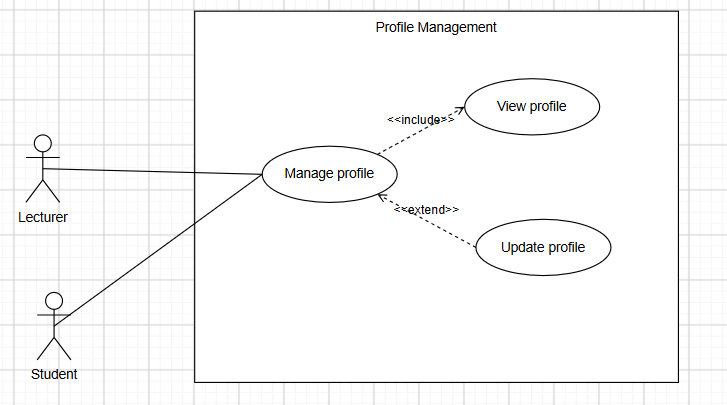 Profile Management
View profile
<<include>>
Manage profile
<<extend>>
Lecturer
Update profile
Student